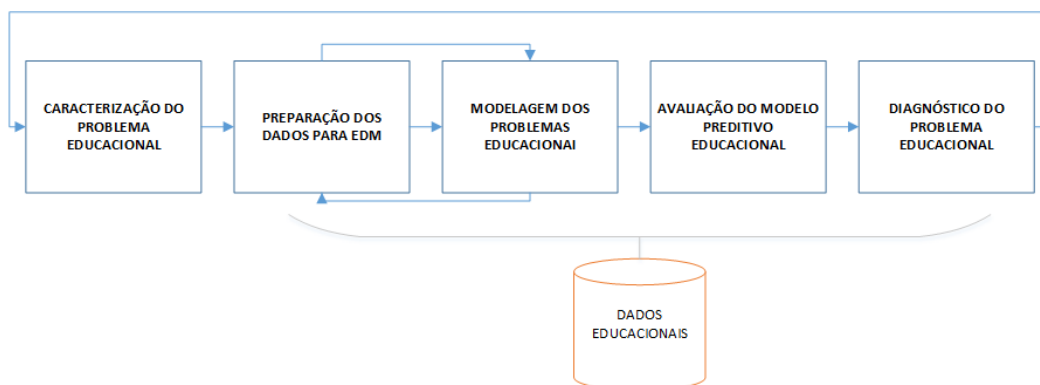 CARACTERIZAÇÃO DO
PROBLEMA
EDUCACIONAL
PREPARAÇÃO DOS
DADOS PARA EDM
MODELAGEM DOS
PROBLEMAS
EDUCACIONAI
AVALIAÇÃO DO MODELO
PREDITIVO
EDUCACIONAL
DIAGNÓSTICO DO
PROBLEMA
EDUCACIONAL
DADOS
EDUCACIONAIS